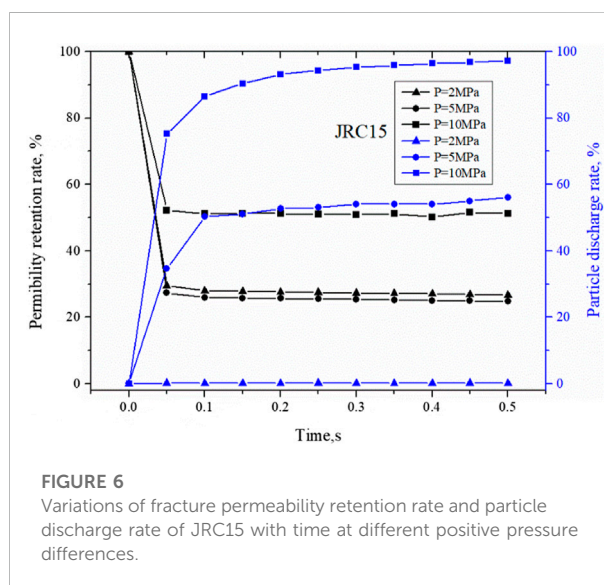 100
80
60
40
20
0
Permibility retention rate, %
JRC15
P=2MPa
P=5MPa
P=10MPa
P=2MPa
P=5MPa
P=10MPa
100
80
60
40
20
0
Particle discharge rate, %
0.0 0.1 0.2 0.3 0.4 0.5
Time,s
FIGURE 6
Variations of fracture permeability retention rate and particle
discharge rate of JRC15 with time at different positive pressure
differences.